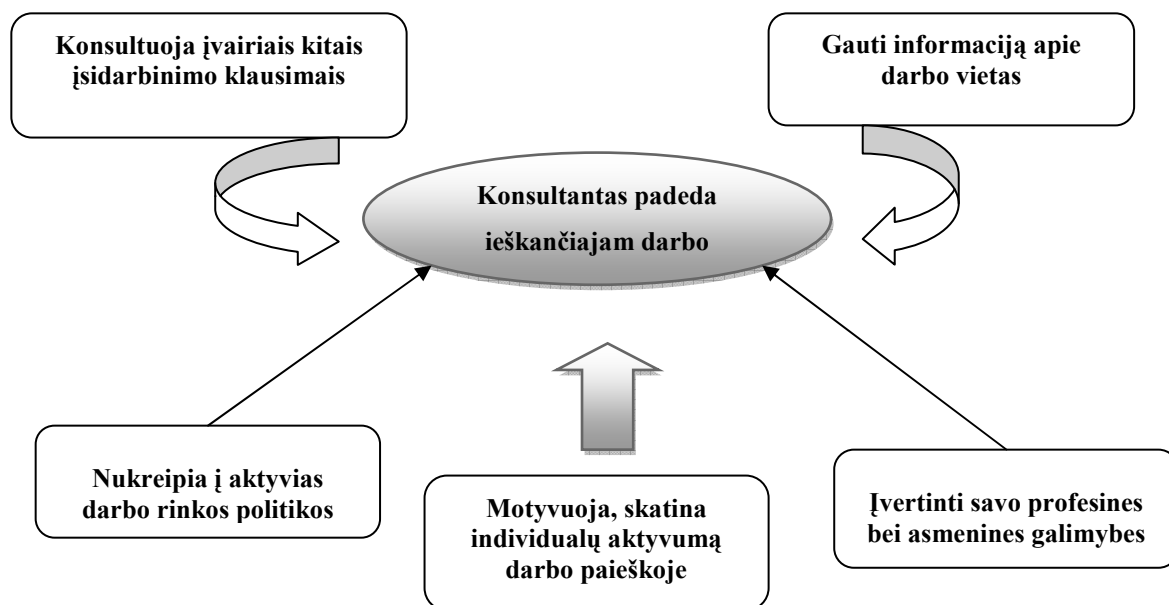 Konsultuoja įvairiais kitais
įsidarbinimo klausimais
Gauti informaciją apie
darbo vietas
Konsultantas padeda
ieškančiajam darbo
Nukreipia į aktyvias
darbo rinkos politikos
Motyvuoja, skatina
individualų aktyvumą
darbo paieškoje
Įvertinti savo profesines
bei asmenines galimybes